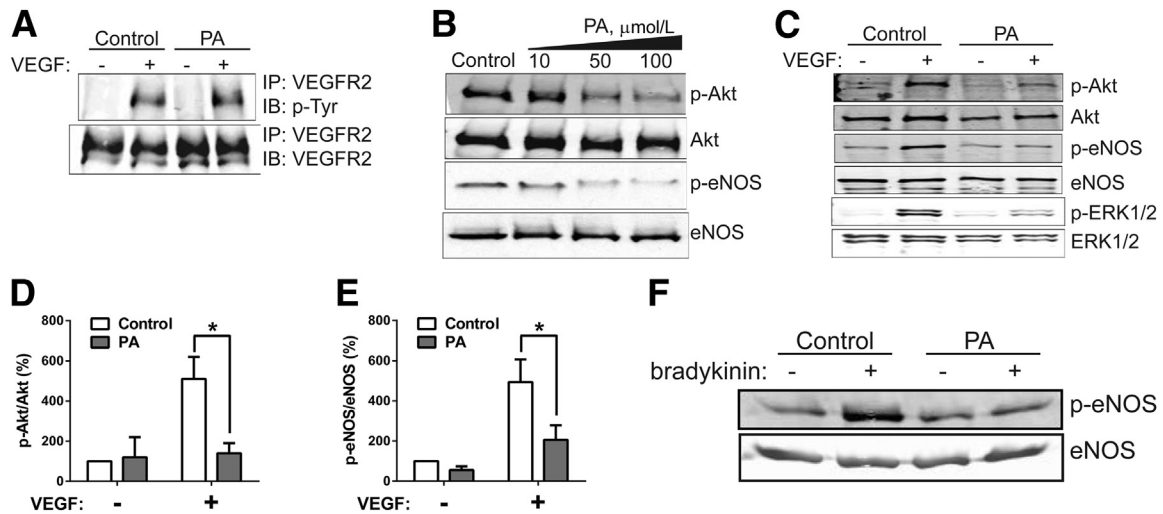 A
Control PA
VEGF: - + - +
IP: VEGFR2
IB: p-Tyr
IP: VEGFR2
IB: VEGFR2
B
PA, μmol/L
Control 10 50 100
p-Akt
Akt
p-eNOS
eNOS
C
Control PA
VEGF: - + - +
p-Akt
Akt
p-eNOS
eNOS
p-ERK1/2
ERK1/2
D
p-Akt/Akt (%)
800
600
400
200
0
Control
PA
*
VEGF: - +
E
p-eNOS/eNOS (%)
800
600
400
200
0
Control
PA
*
VEGF: - +
F
Control PA
bradykinin: - + - +
p-eNOS
eNOS